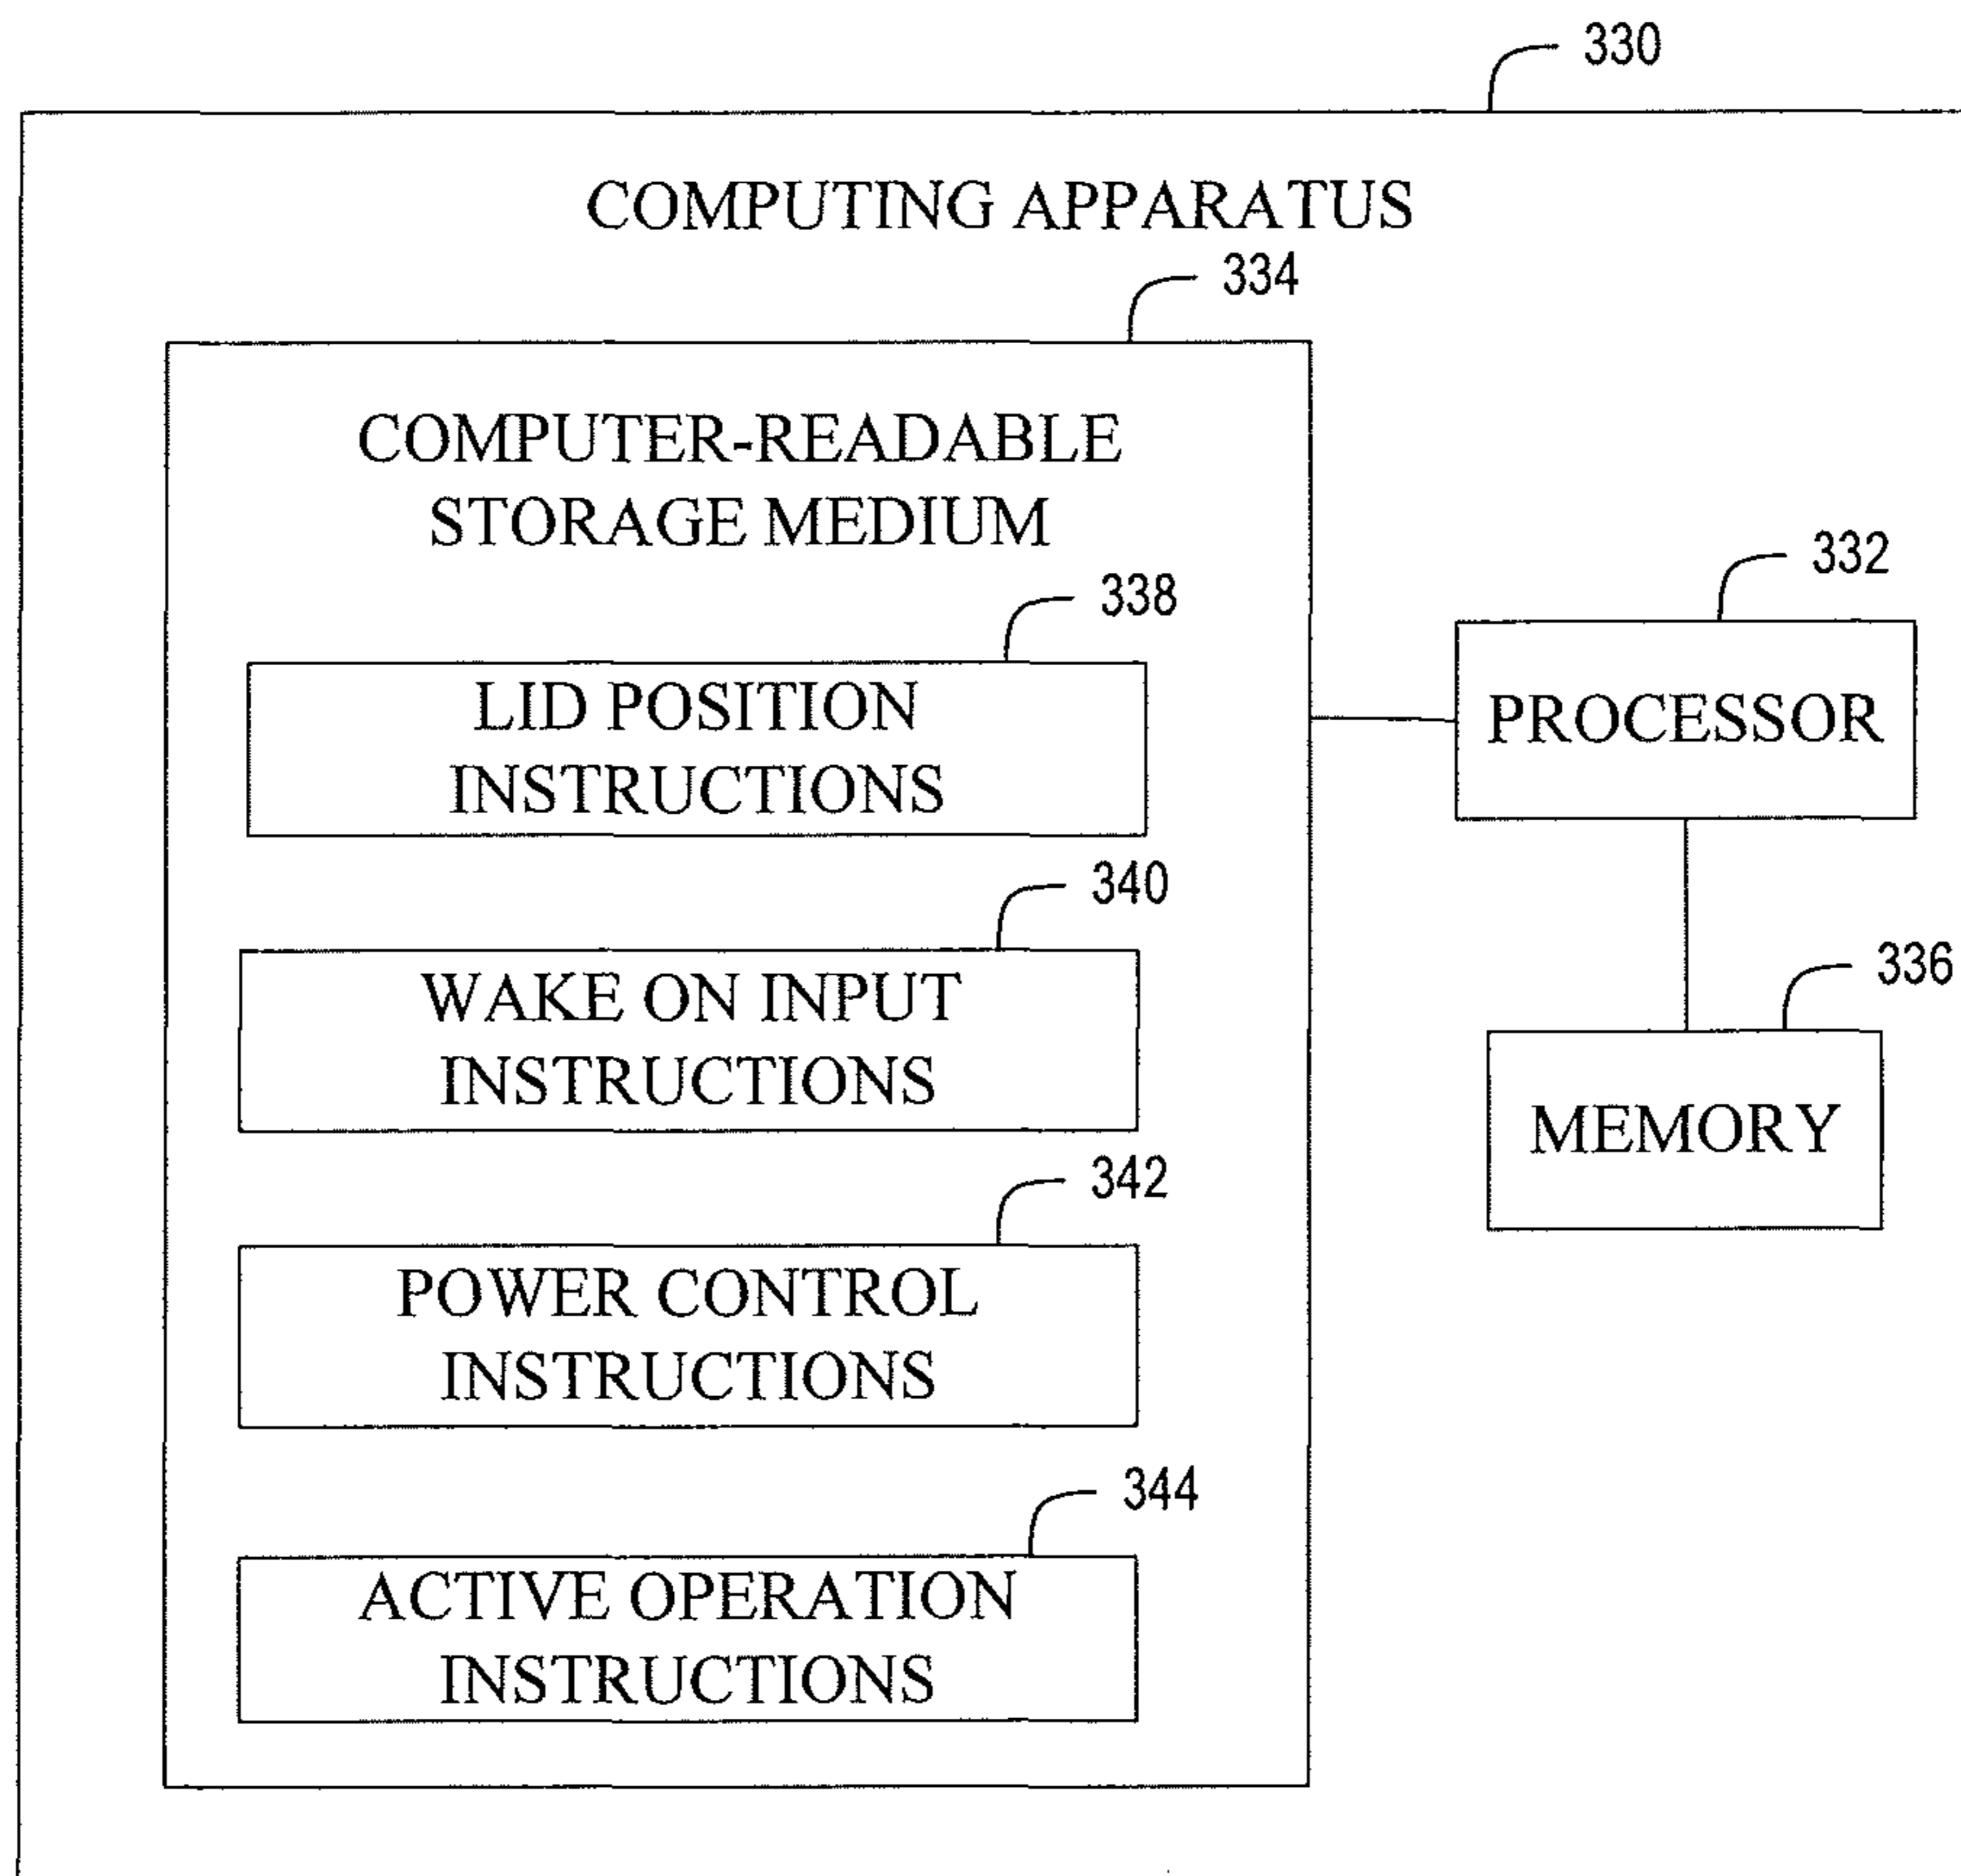 330
COMPUTING APPARATUS
334
COMPUTER-READABLE
STORAGE MEDIUM
338
LID POSITION
INSTRUCTIONS
332
PROCESSOR
340
WAKE ON INPUT
INSTRUCTIONS
336
MEMORY
342
POWER CONTROL
INSTRUCTIONS
344
ACTIVE OPERATION
INSTRUCTIONS